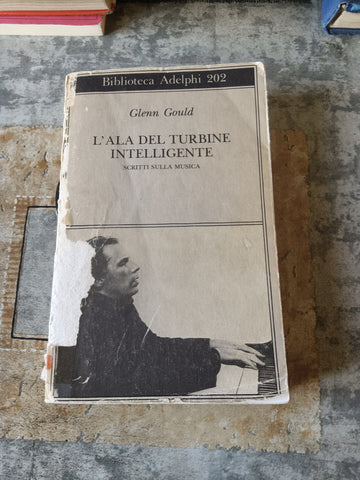 Biblioteca Adelphi 202
Glenn Gould
L'ALA DEL TURBINE
INTELLIGENTE
SCRITTI SULLA MUSICA